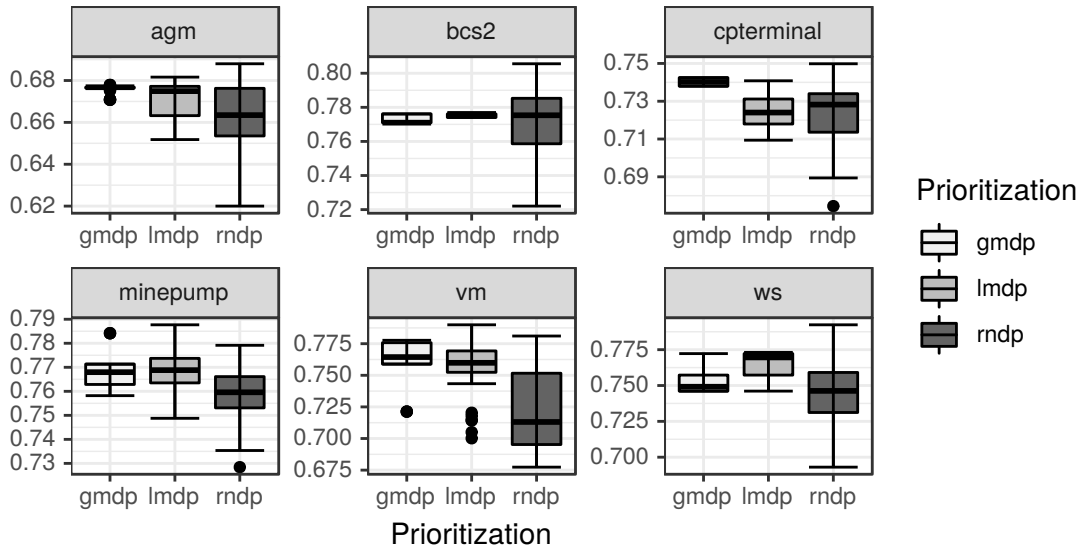 agm
bcs2
cpterminal
0.68
0.66
0.64
0.62
0.80
0.78
0.76
0.74
0.72
0.75
0.73
0.71
0.69
gmdp lmdp rndp
gmdp lmdp rndp
gmdp lmdp rndp
minepump
vm
ws
0.79
0.78
0.77
0.76
0.75
0.74
0.73
0.775
0.750
0.725
0.700
0.675
0.775
0.750
0.725
0.700
gmdp lmdp rndp
gmdp lmdp rndp
gmdp lmdp rndp
Prioritization
Prioritization
gmdp
lmdp
rndp